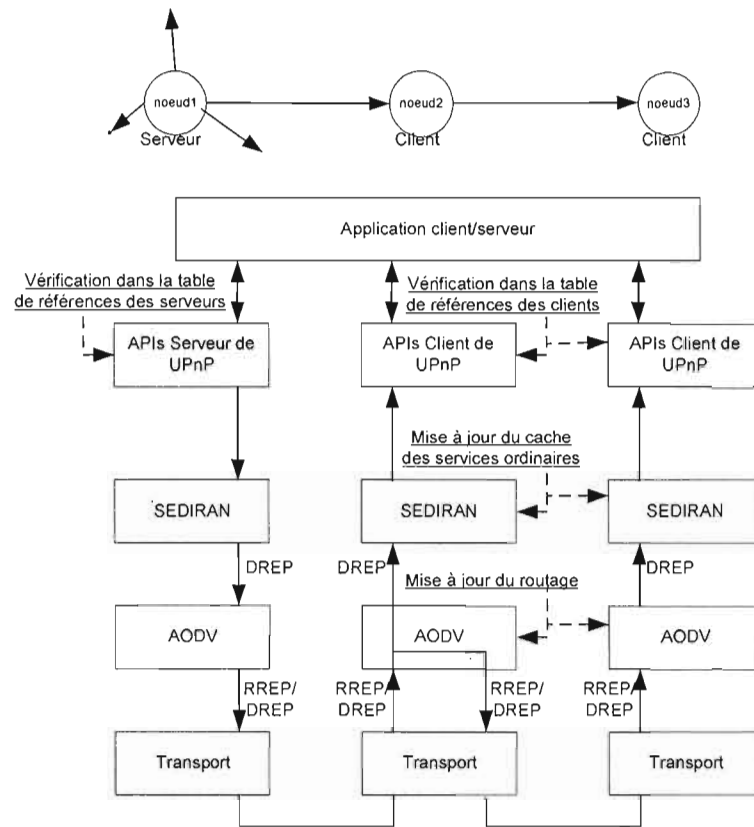 noeud1
noeud2
noeud3
Serveur
Client
Client
Application client/serveur
Vérification dans la table
de références des serveurs
Vérification dans la table
de références des clients
APIs Serveur de
UPnP
APIs Client de
UPnP
APIs Client de
UPnP
Mise à jour du cache
des services ordinaires
SEDIRAN
SEDIRAN
SEDIRAN
DREP
DREP
Mise à jour du routage
DREP
AODV
AODV
AODV
RREP/
DREP
RREP/
DREP
RREP/
DREP
RREP/
DREP
Transport
Transport
Transport